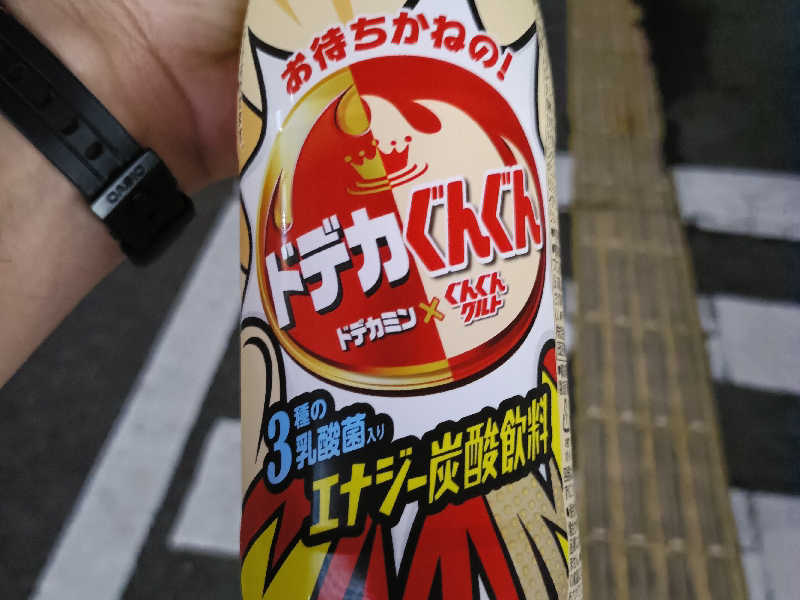 お待ちかねの!
ドデカぐんぐん
ドデカミン×ぐんぐん
グルト
3種の
乳酸菌入り
エナジー炭酸飲料
CASIO